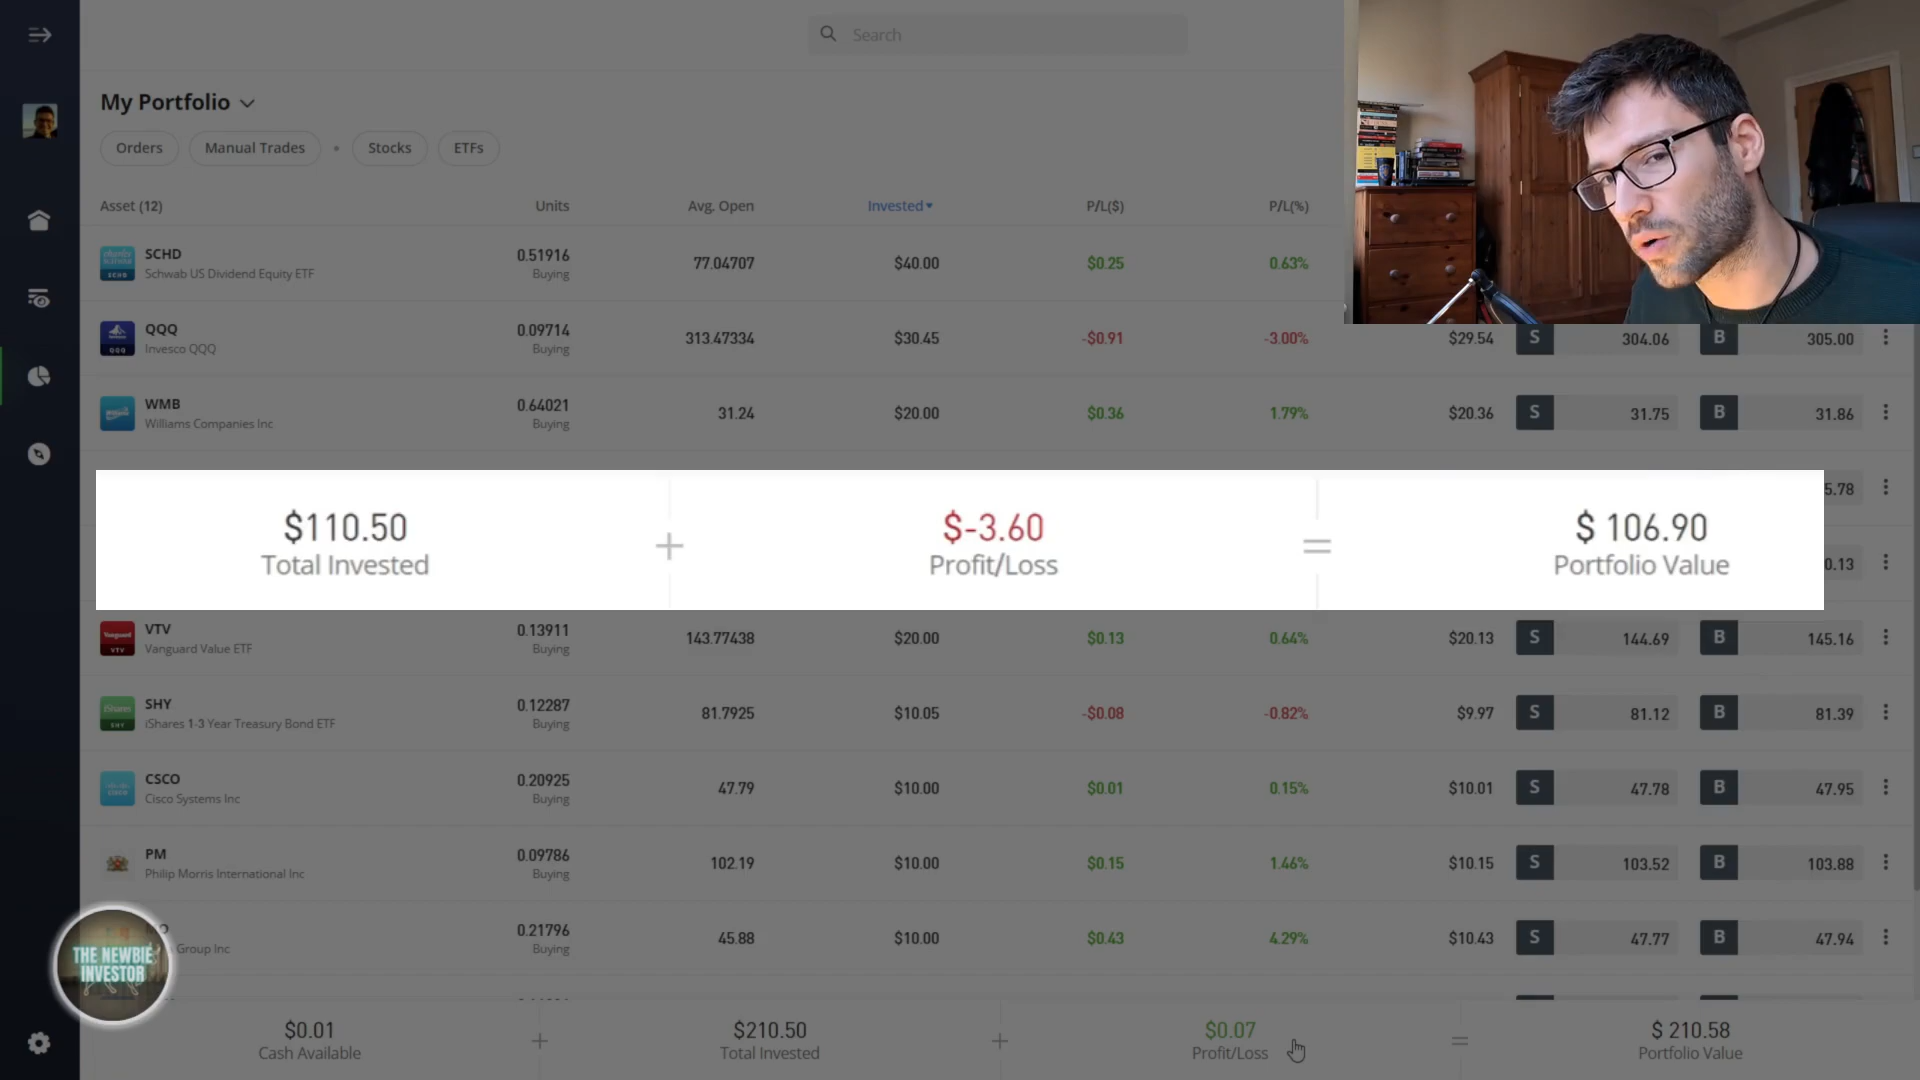 Search
My Portfolio
Orders
Manual Trades
Stocks
ETFs
Asset (12)
Units
Avg. Open
Invested
P/L($)
P/L(%)
SCHD
Schwab US Dividend Equity ETF
0.51916
Buying
77.04707
$40.00
$0.25
0.63%
QQQ
Invesco QQQ
0.09714
Buying
313.47334
$30.45
-$0.91
-3.00%
$29.54
S
304.06
B
305.00
WMB
Williams Companies Inc
0.64021
Buying
31.24
$20.00
$0.36
1.79%
$20.36
S
31.75
B
31.86
5.78
$110.50
Total Invested
+
$-3.60
Profit/Loss
=
$ 106.90
Portfolio Value
0.13
VTV
Vanguard Value ETF
0.13911
Buying
143.77438
$20.00
$0.13
0.64%
$20.13
S
144.69
B
145.16
SHY
iShares 1-3 Year Treasury Bond ETF
0.12287
Buying
81.7925
$10.05
-$0.08
-0.82%
$9.97
S
81.12
B
81.39
CSCO
Cisco Systems Inc
0.20925
Buying
47.79
$10.00
$0.01
0.15%
$10.01
S
47.78
B
47.95
PM
Philip Morris International Inc
0.09786
Buying
102.19
$10.00
$0.15
1.46%
$10.15
S
103.52
B
103.88
Group Inc
0.21796
Buying
45.88
$10.00
$0.43
4.29%
$10.43
S
47.77
B
47.94
THE NEWBIE
INVESTOR
$0.01
Cash Available
+
$210.50
Total Invested
+
$0.07
Profit/Loss
=
$ 210.58
Portfolio Value